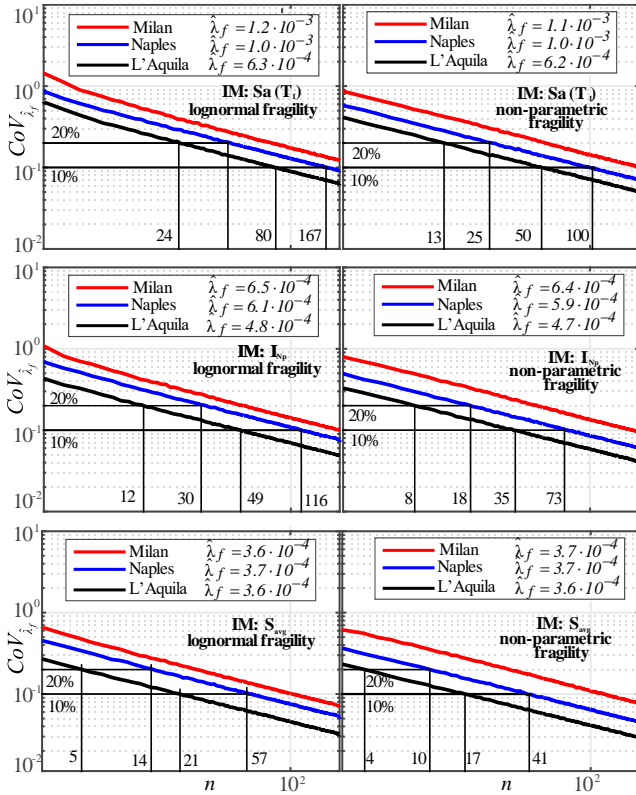 10^1
Milan λ̂_f = 1.2·10^-3
Naples λ̂_f = 1.0·10^-3
L'Aquila λ̂_f = 6.3·10^-4
IM: Sa(T_1)
lognormal fragility
10^0
CoV_λ̂_f
20%
10^-1
10%
24 80 167
10^-2
Milan λ̂_f = 1.1·10^-3
Naples λ̂_f = 1.0·10^-3
L'Aquila λ̂_f = 6.2·10^-4
IM: Sa(T_1)
non-parametric
fragility
20%
10%
13 25 50 100
10^1
Milan λ̂_f = 6.5·10^-4
Naples λ̂_f = 6.1·10^-4
L'Aquila λ̂_f = 4.8·10^-4
IM: I_Np
lognormal fragility
10^0
CoV_λ̂_f
20%
10^-1
10%
12 30 49 116
10^-2
Milan λ̂_f = 6.4·10^-4
Naples λ̂_f = 5.9·10^-4
L'Aquila λ̂_f = 4.7·10^-4
IM: I_Np
non-parametric
fragility
20%
10%
8 18 35 73
10^1
Milan λ̂_f = 3.6·10^-4
Naples λ̂_f = 3.7·10^-4
L'Aquila λ̂_f = 3.6·10^-4
IM: S_avg
lognormal fragility
10^0
CoV_λ̂_f
20%
10^-1
10%
5 14 21 57
10^-2
n 10^2
Milan λ̂_f = 3.7·10^-4
Naples λ̂_f = 3.7·10^-4
L'Aquila λ̂_f = 3.6·10^-4
IM: S_avg
non-parametric
fragility
20%
10%
4 10 17 41
n 10^2